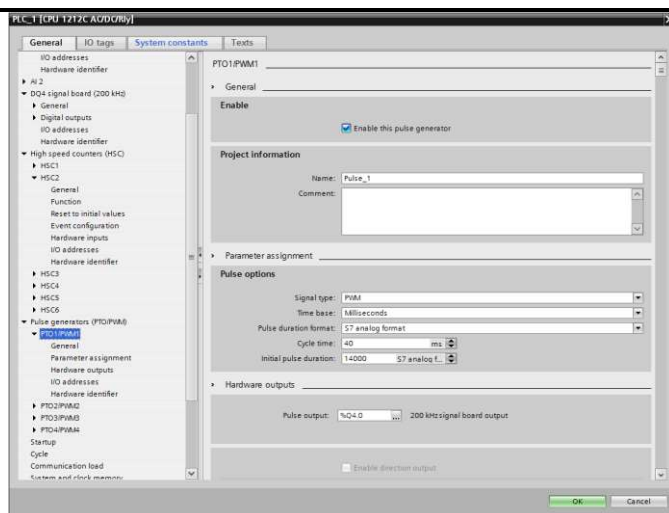 PLC_1 [CPU 1212C AC/DC/Rly]
General
IO tags
System constants
Texts
I/O addresses
Hardware identifier
AI 2
DQ4 signal board (200 kHz)
General
Digital outputs
I/O addresses
Hardware identifier
High speed counters (HSC)
HSC1
HSC2
General
Function
Reset to initial values
Event configuration
Hardware inputs
I/O addresses
Hardware identifier
HSC3
HSC4
HSC5
HSC6
Pulse generators (PTO/PWM)
PTO1/PWM1
General
Parameter assignment
Hardware outputs
I/O addresses
Hardware identifier
PTO2/PWM2
PTO3/PWM3
PTO4/PWM4
Startup
Cycle
Communication load
System and clock memory
PTO1/PWM1
General
Enable
Enable this pulse generator
Project information
Name: Pulse_1
Comment:
Parameter assignment
Pulse options
Signal type: PWM
Time base: Milliseconds
Pulse duration format: S7 analog format
Cycle time: 40 ms
Initial pulse duration: 14000 S7 analog f...
Hardware outputs
Pulse output: %Q4.0 ... 200 kHz signal board output
Enable direction output
OK
Cancel